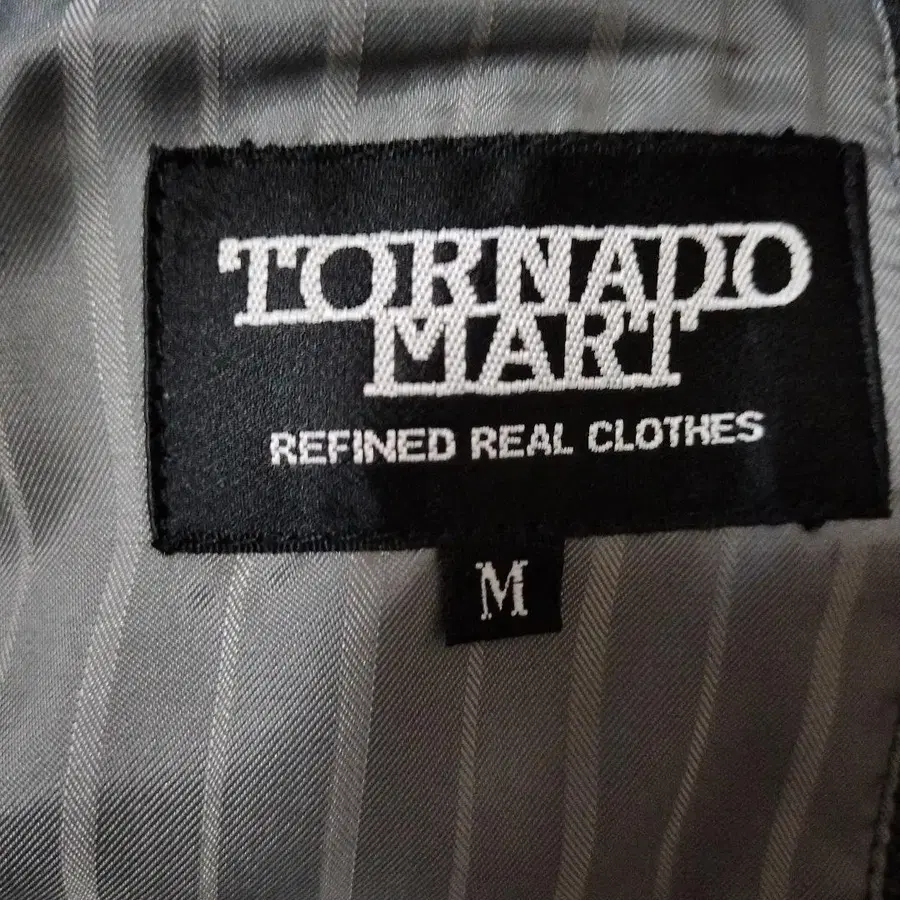 TORNADO
MART
REFINED REAL CLOTHES
M